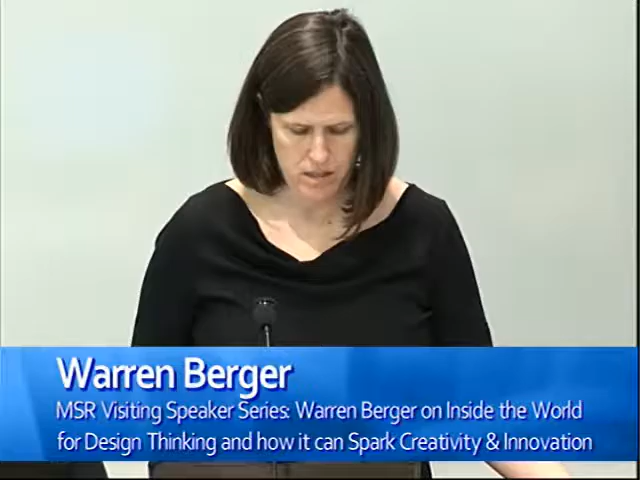 Warren Berger
MSR Visiting Speaker Series: Warren Berger on Inside the World
for Design Thinking and how it can Spark Creativity & Innovation